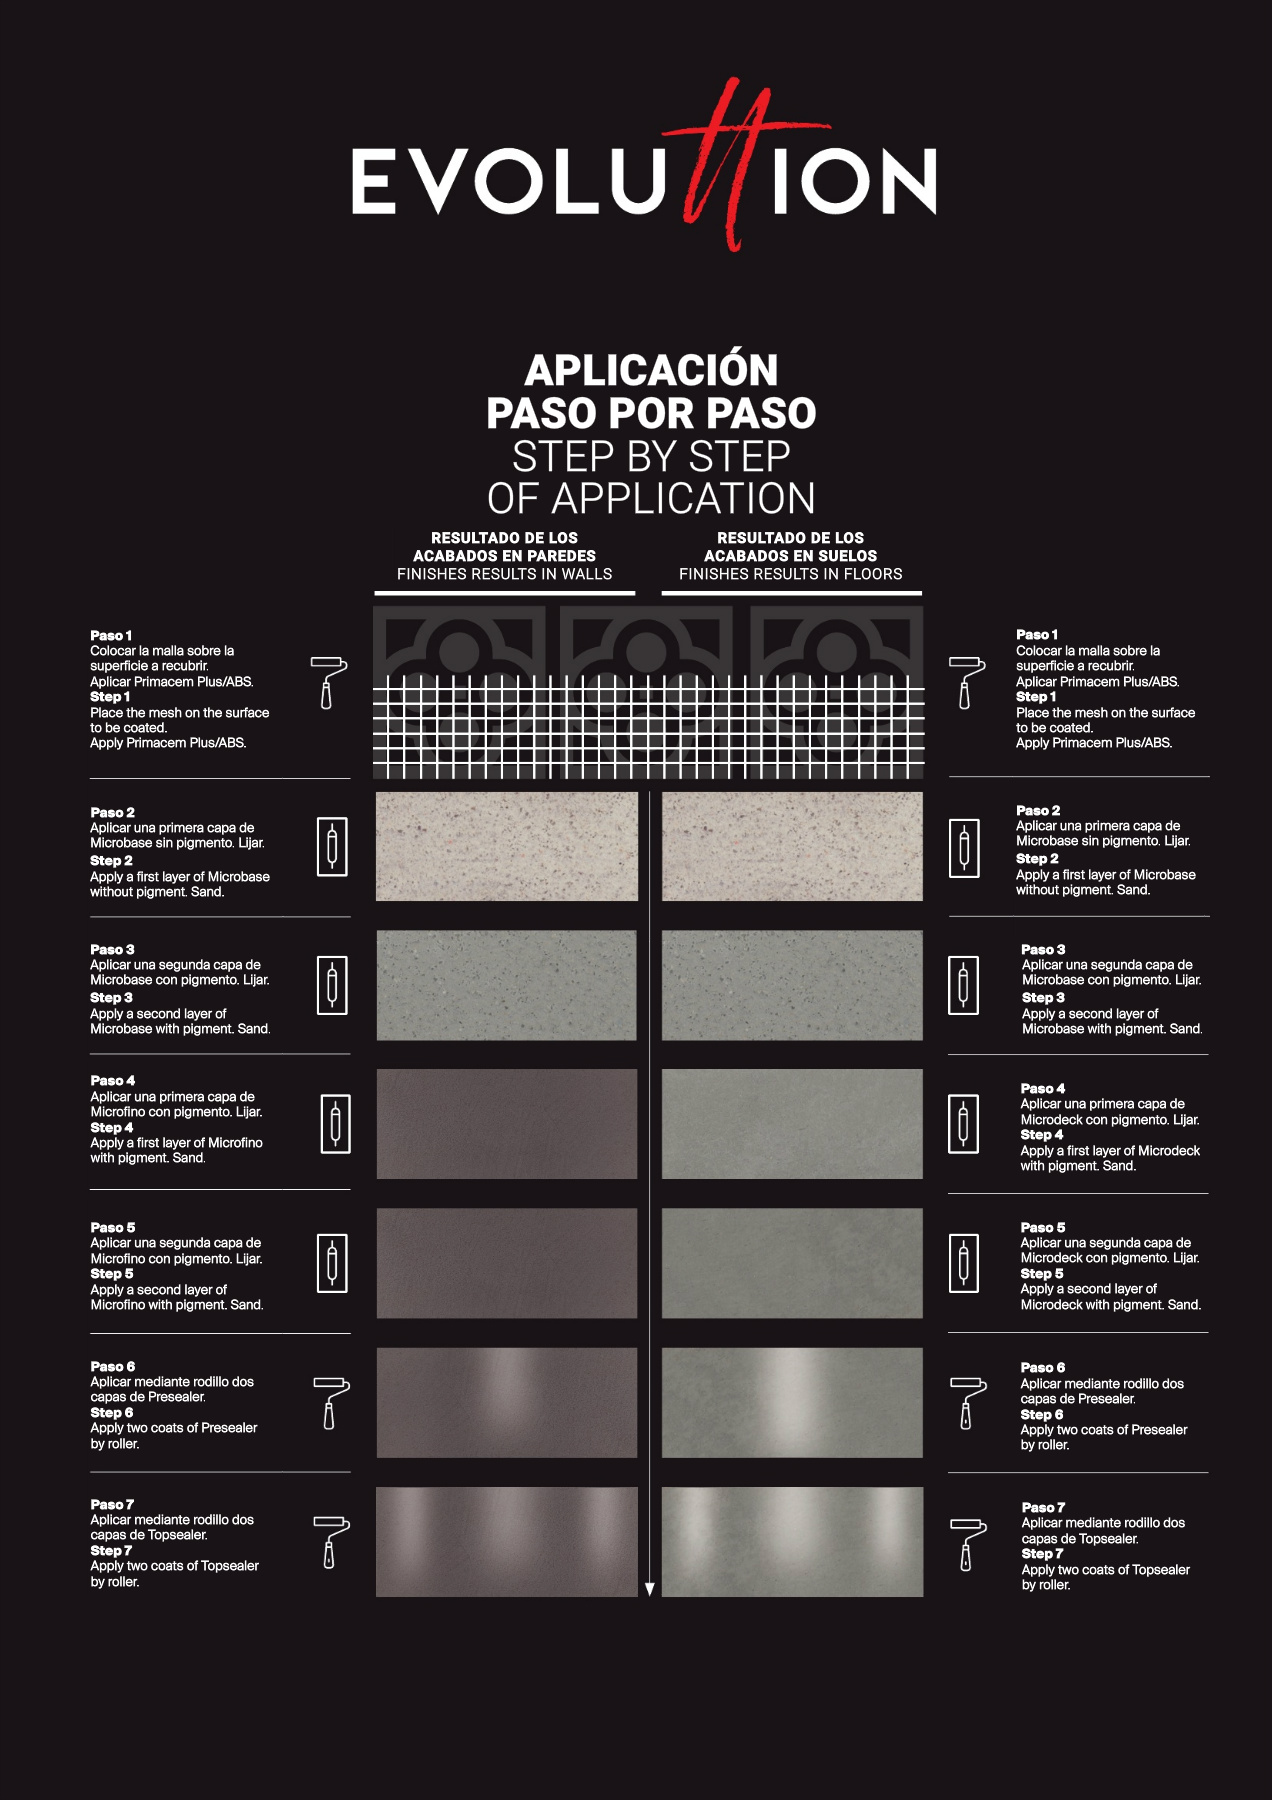 EVOLUttION
APLICACIÓN
PASO POR PASO
STEP BY STEP
OF APPLICATION
RESULTADO DE LOS
ACABADOS EN PAREDES
FINISHES RESULTS IN WALLS
RESULTADO DE LOS
ACABADOS EN SUELOS
FINISHES RESULTS IN FLOORS
Paso 1
Colocar la malla sobre la
superficie a recubrir.
Aplicar Primacem Plus/ABS.
Step 1
Place the mesh on the surface
to be coated.
Apply Primacem Plus/ABS.
Paso 2
Aplicar una primera capa de
Microbase sin pigmento. Lijar.
Step 2
Apply a first layer of Microbase
without pigment. Sand.
Paso 3
Aplicar una segunda capa de
Microbase con pigmento. Lijar.
Step 3
Apply a second layer of
Microbase with pigment. Sand.
Paso 4
Aplicar una primera capa de
Microfino con pigmento. Lijar.
Step 4
Apply a first layer of Microfino
with pigment. Sand.
Paso 5
Aplicar una segunda capa de
Microfino con pigmento. Lijar.
Step 5
Apply a second layer of
Microfino with pigment. Sand.
Paso 6
Aplicar mediante rodillo dos
capas de Presealer.
Step 6
Apply two coats of Presealer
by roller.
Paso 7
Aplicar mediante rodillo dos
capas de Topsealer.
Step 7
Apply two coats of Topsealer
by roller.
Paso 1
Colocar la malla sobre la
superficie a recubrir.
Aplicar Primacem Plus/ABS.
Step 1
Place the mesh on the surface
to be coated.
Apply Primacem Plus/ABS.
Paso 2
Aplicar una primera capa de
Microbase sin pigmento. Lijar.
Step 2
Apply a first layer of Microbase
without pigment. Sand.
Paso 3
Aplicar una segunda capa de
Microbase con pigmento. Lijar.
Step 3
Apply a second layer of
Microbase with pigment. Sand.
Paso 4
Aplicar una primera capa de
Microdeck con pigmento. Lijar.
Step 4
Apply a first layer of Microdeck
with pigment. Sand.
Paso 5
Aplicar una segunda capa de
Microdeck con pigmento. Lijar.
Step 5
Apply a second layer of
Microdeck with pigment. Sand.
Paso 6
Aplicar mediante rodillo dos
capas de Presealer.
Step 6
Apply two coats of Presealer
by roller.
Paso 7
Aplicar mediante rodillo dos
capas de Topsealer.
Step 7
Apply two coats of Topsealer
by roller.